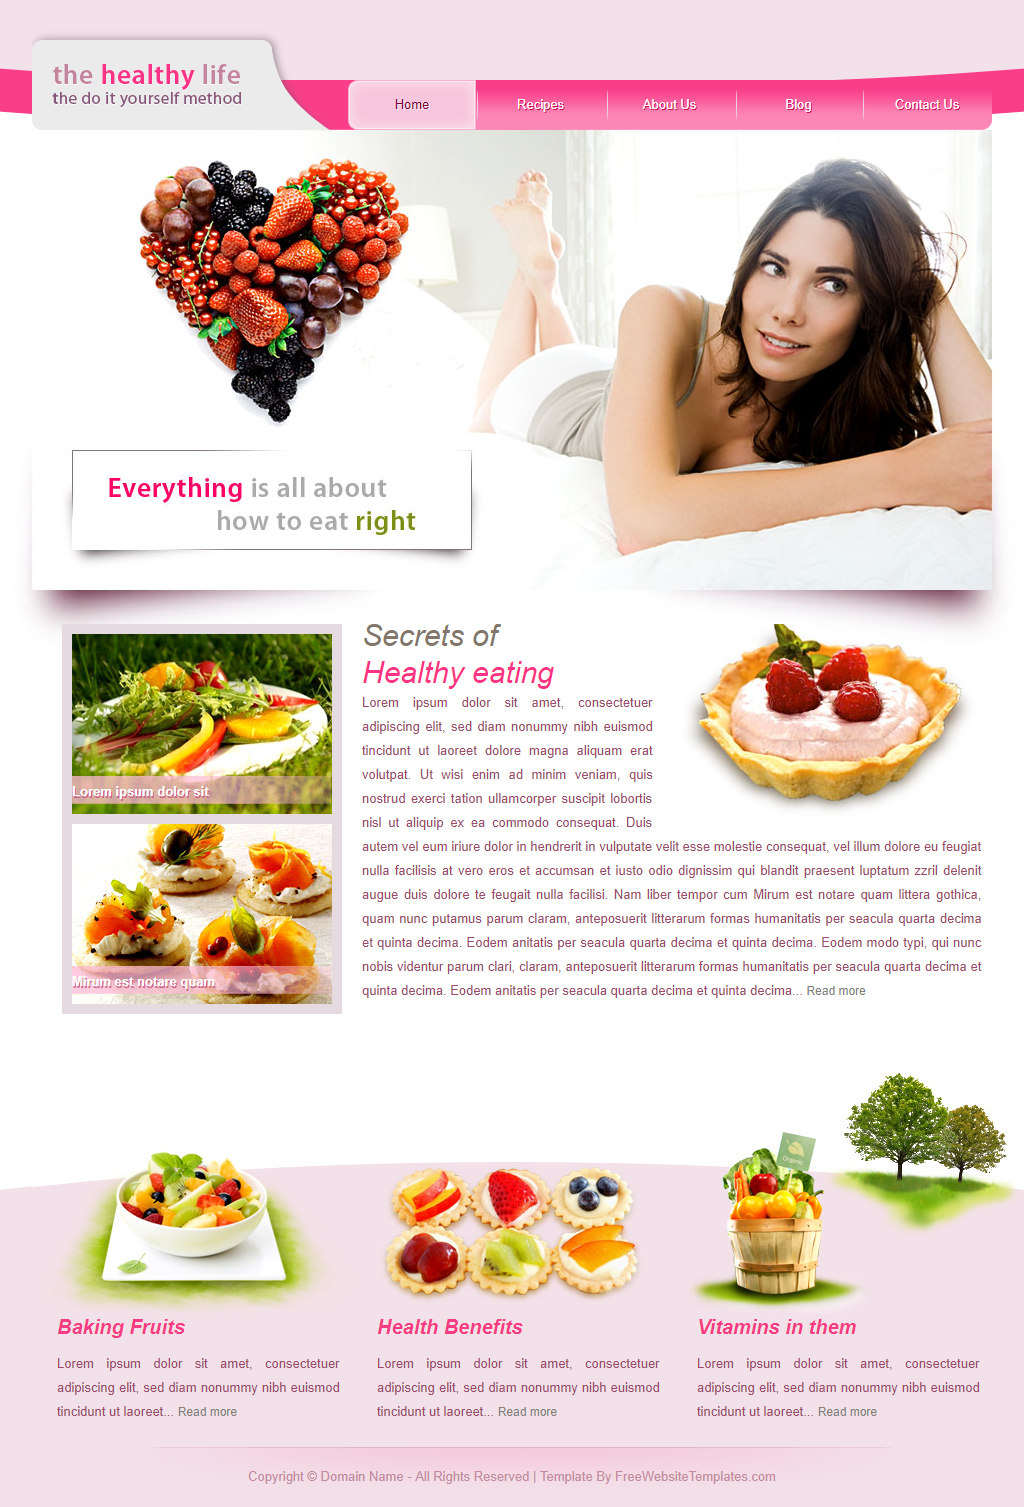 the healthy life
the do it yourself method
Home
Recipes
About Us
Blog
Contact Us
Everything is all about
how to eat right
Lorem ipsum dolor sit
Mirum est notare quam
Secrets of
Healthy eating
Lorem ipsum dolor sit amet, consectetuer
adipiscing elit, sed diam nonummy nibh euismod
tincidunt ut laoreet dolore magna aliquam erat
volutpat. Ut wisi enim ad minim veniam, quis
nostrud exerci tation ullamcorper suscipit lobortis
nisl ut aliquip ex ea commodo consequat. Duis
autem vel eum iriure dolor in hendrerit in vulputate velit esse molestie consequat, vel illum dolore eu feugiat
nulla facilisis at vero eros et accumsan et iusto odio dignissim qui blandit praesent luptatum zzril delenit
augue duis dolore te feugait nulla facilisi. Nam liber tempor cum Mirum est notare quam littera gothica,
quam nunc putamus parum claram, anteposuerit litterarum formas humanitatis per seacula quarta decima
et quinta decima. Eodem anitatis per seacula quarta decima et quinta decima. Eodem modo typi, qui nunc
nobis videntur parum clari, claram, anteposuerit litterarum formas humanitatis per seacula quarta decima et
quinta decima. Eodem anitatis per seacula quarta decima et quinta decima... Read more
Organic
Baking Fruits
Lorem ipsum dolor sit amet, consectetuer
adipiscing elit, sed diam nonummy nibh euismod
tincidunt ut laoreet... Read more
Health Benefits
Lorem ipsum dolor sit amet, consectetuer
adipiscing elit, sed diam nonummy nibh euismod
tincidunt ut laoreet... Read more
Vitamins in them
Lorem ipsum dolor sit amet, consectetuer
adipiscing elit, sed diam nonummy nibh euismod
tincidunt ut laoreet... Read more
Copyright © Domain Name - All Rights Reserved | Template By FreeWebsiteTemplates.com